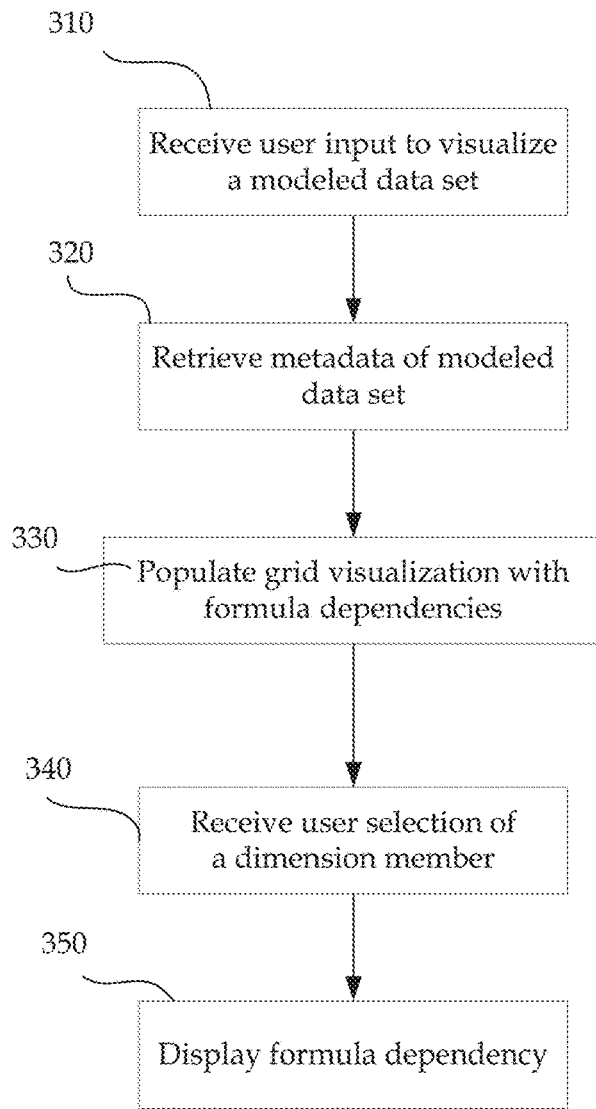 310
Receive user input to visualize
a modeled data set
320
Retrieve metadata of modeled
data set
330
Populate grid visualization with
formula dependencies
340
Receive user selection of
a dimension member
350
Display formula dependency